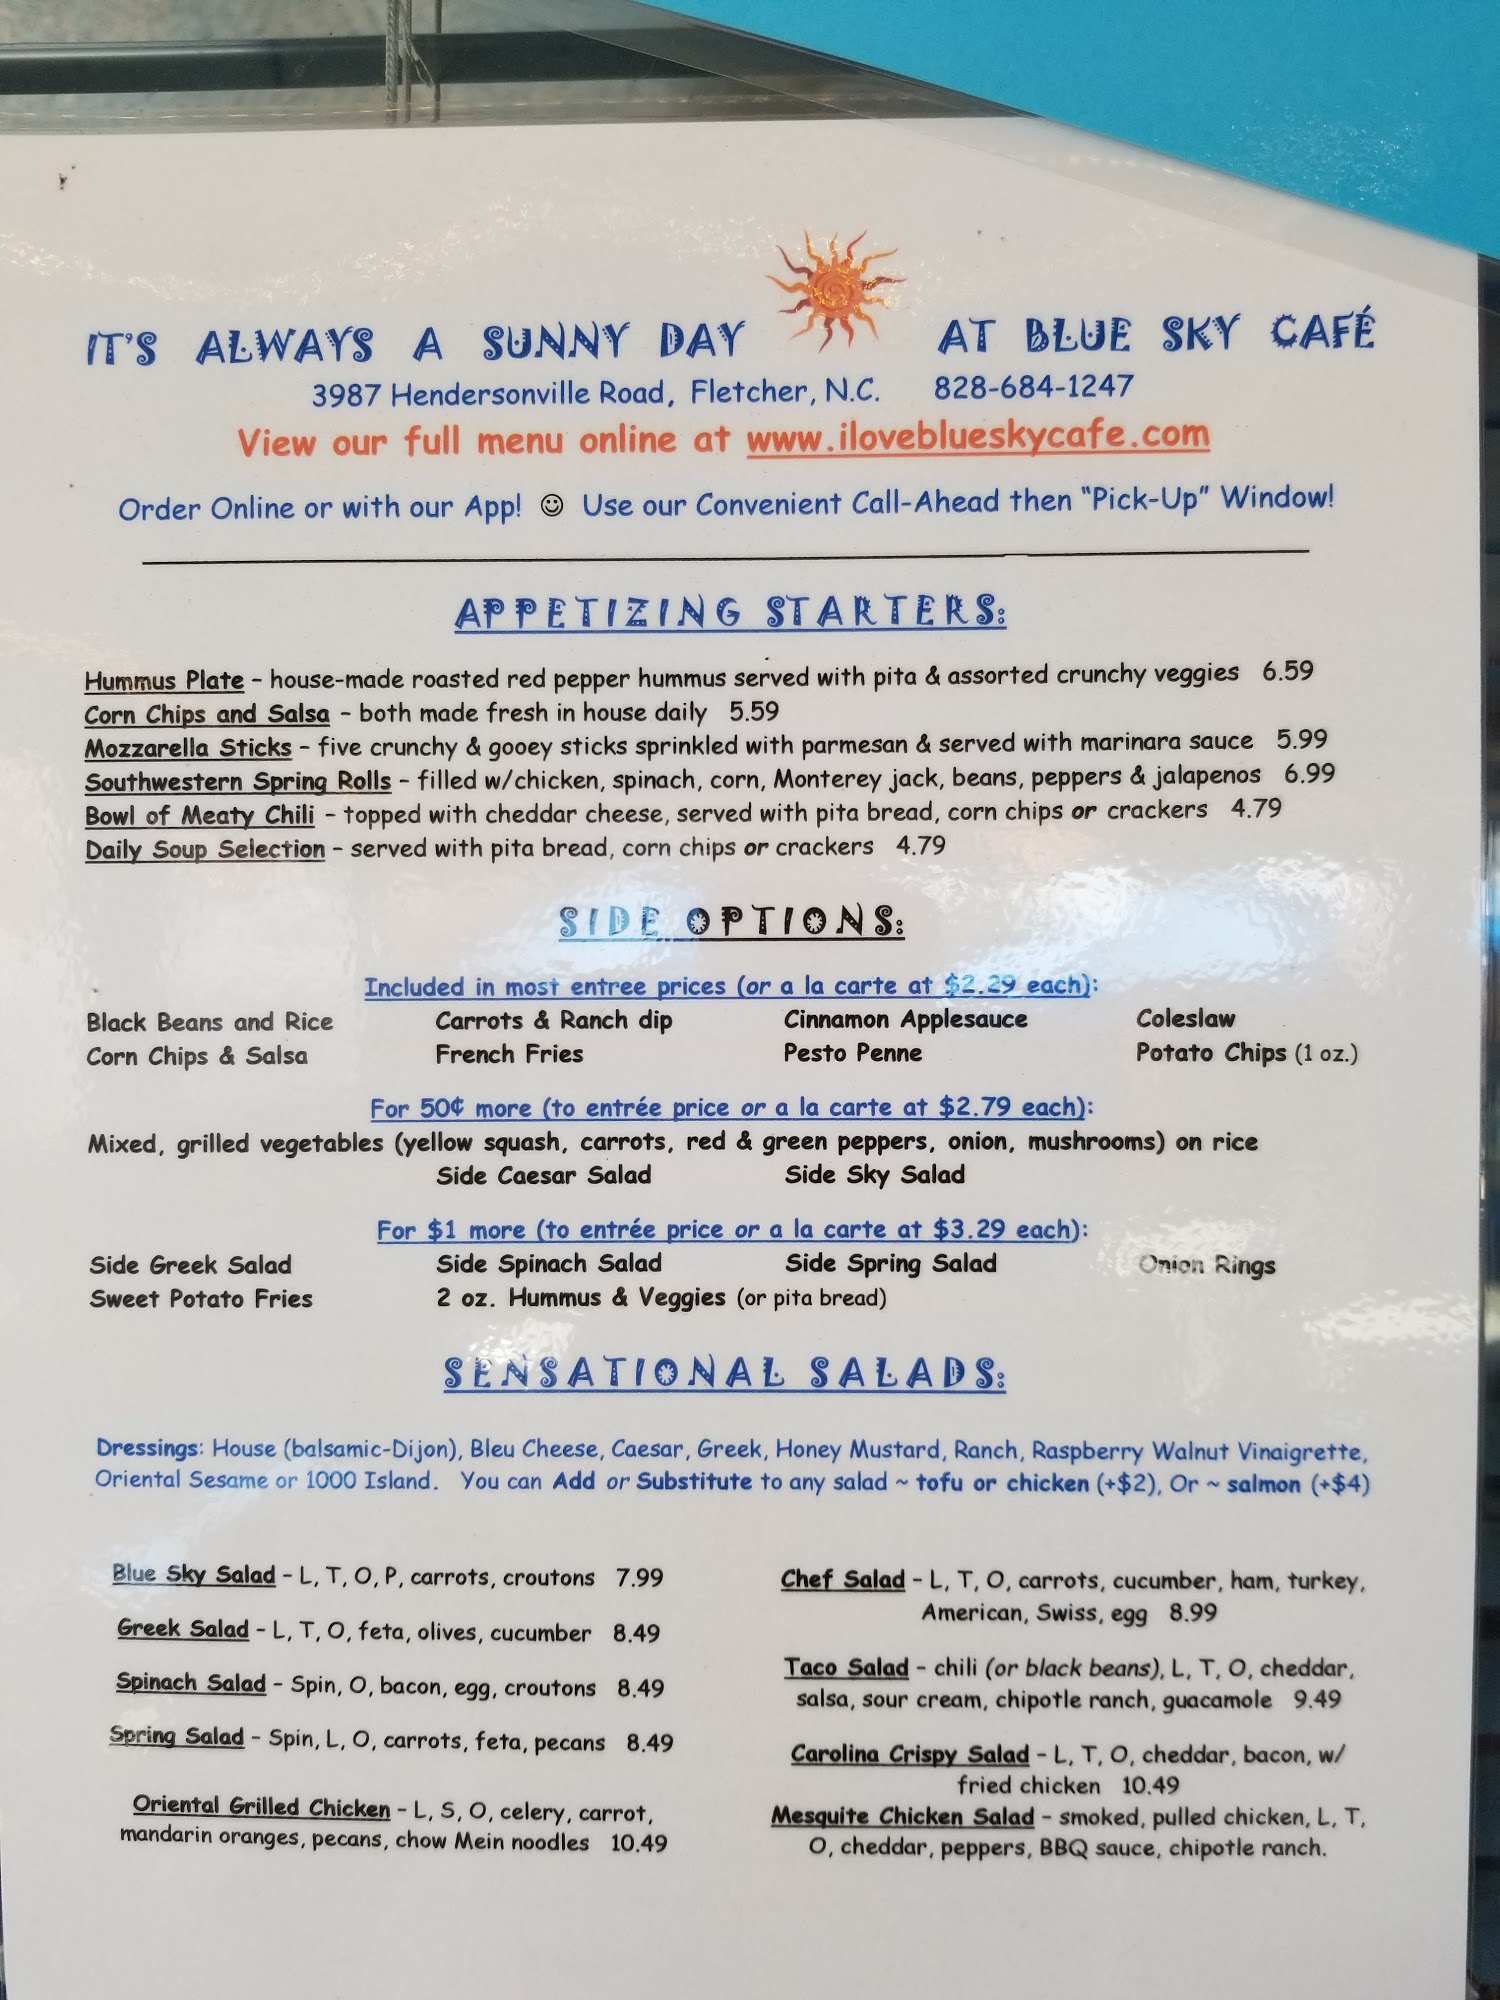 IT'S ALWAYS A SUNNY DAY AT BLUE SKY CAFÉ
3987 Hendersonville Road, Fletcher, N.C. 828-684-1247
View our full menu online at www.iloveblueskycafe.com
Order Online or with our App! ☺ Use our Convenient Call-Ahead then "Pick-Up" Window!
APPETIZING STARTERS:
Hummus Plate – house-made roasted red pepper hummus served with pita & assorted crunchy veggies 6.59
Corn Chips and Salsa – both made fresh in house daily 5.59
Mozzarella Sticks – five crunchy & gooey sticks sprinkled with parmesan & served with marinara sauce 5.99
Southwestern Spring Rolls – filled w/chicken, spinach, corn, Monterey jack, beans, peppers & jalapenos 6.99
Bowl of Meaty Chili – topped with cheddar cheese, served with pita bread, corn chips or crackers 4.79
Daily Soup Selection – served with pita bread, corn chips or crackers 4.79
SIDE OPTIONS:
Included in most entree prices (or a la carte at $2.29 each):
Black Beans and Rice Carrots & Ranch dip Cinnamon Applesauce Coleslaw
Corn Chips & Salsa French Fries Pesto Penne Potato Chips (1 oz.)
For 50¢ more (to entrée price or a la carte at $2.79 each):
Mixed, grilled vegetables (yellow squash, carrots, red & green peppers, onion, mushrooms) on rice
Side Caesar Salad Side Sky Salad
For $1 more (to entrée price or a la carte at $3.29 each):
Side Greek Salad Side Spinach Salad Side Spring Salad Onion Rings
Sweet Potato Fries 2 oz. Hummus & Veggies (or pita bread)
SENSATIONAL SALADS:
Dressings: House (balsamic-Dijon), Bleu Cheese, Caesar, Greek, Honey Mustard, Ranch, Raspberry Walnut Vinaigrette,
Oriental Sesame or 1000 Island. You can Add or Substitute to any salad ~ tofu or chicken (+$2), Or ~ salmon (+$4)
Blue Sky Salad – L, T, O, P, carrots, croutons 7.99
Greek Salad – L, T, O, feta, olives, cucumber 8.49
Spinach Salad – Spin, O, bacon, egg, croutons 8.49
Spring Salad – Spin, L, O, carrots, feta, pecans 8.49
Oriental Grilled Chicken – L, S, O, celery, carrot,
mandarin oranges, pecans, chow Mein noodles 10.49
Chef Salad – L, T, O, carrots, cucumber, ham, turkey,
American, Swiss, egg 8.99
Taco Salad – chili (or black beans), L, T, O, cheddar,
salsa, sour cream, chipotle ranch, guacamole 9.49
Carolina Crispy Salad – L, T, O, cheddar, bacon, w/
fried chicken 10.49
Mesquite Chicken Salad – smoked, pulled chicken, L, T,
O, cheddar, peppers, BBQ sauce, chipotle ranch.